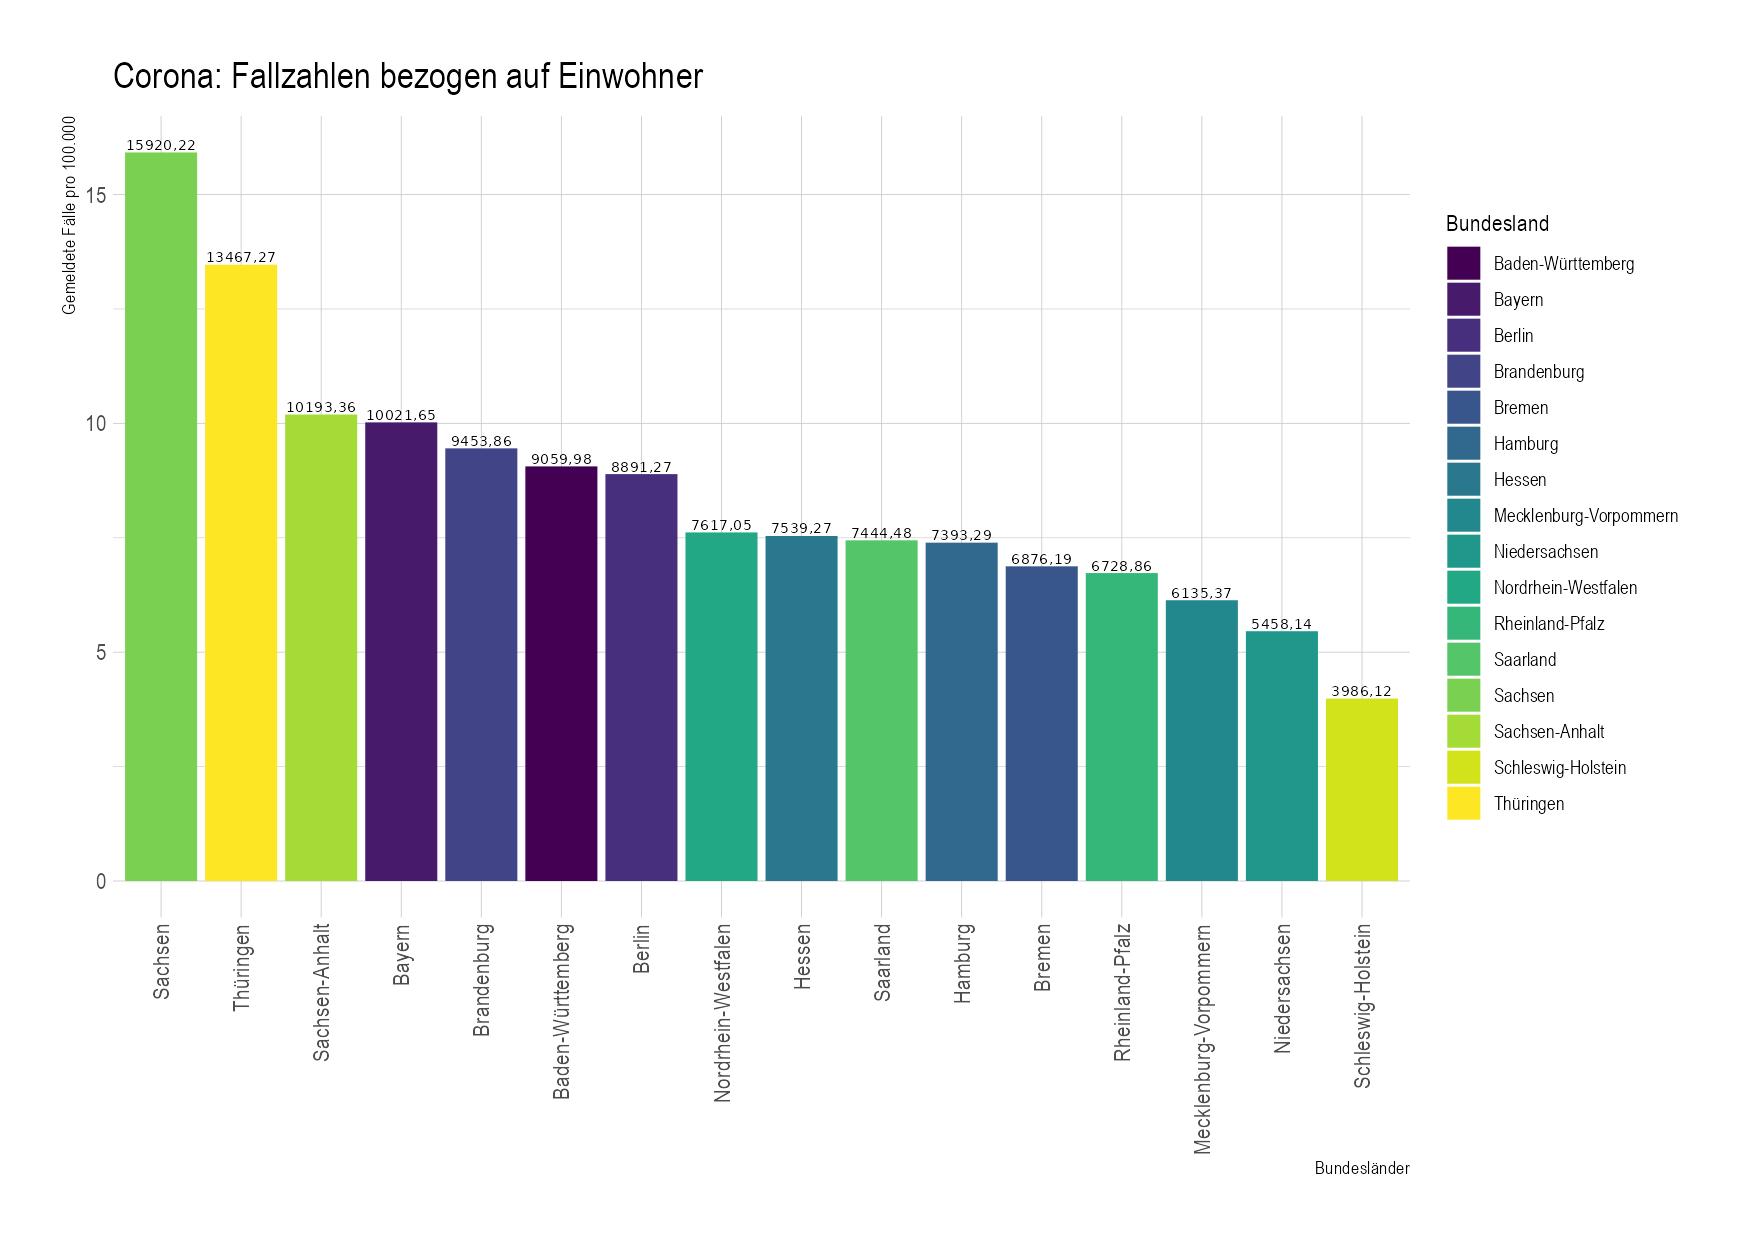 Corona: Fallzahlen bezogen auf Einwohner
Gemeldete Fälle pro 100.000
15
10
5
0
15920,22
13467,27
10193,36
10021,65
9453,86
9059,98
8891,27
7617,05
7539,27
7444,48
7393,29
6876,19
6728,86
6135,37
5458,14
3986,12
Sachsen
Thüringen
Sachsen-Anhalt
Bayern
Brandenburg
Baden-Württemberg
Berlin
Nordrhein-Westfalen
Hessen
Saarland
Hamburg
Bremen
Rheinland-Pfalz
Mecklenburg-Vorpommern
Niedersachsen
Schleswig-Holstein
Bundesländer
Bundesland
Baden-Württemberg
Bayern
Berlin
Brandenburg
Bremen
Hamburg
Hessen
Mecklenburg-Vorpommern
Niedersachsen
Nordrhein-Westfalen
Rheinland-Pfalz
Saarland
Sachsen
Sachsen-Anhalt
Schleswig-Holstein
Thüringen